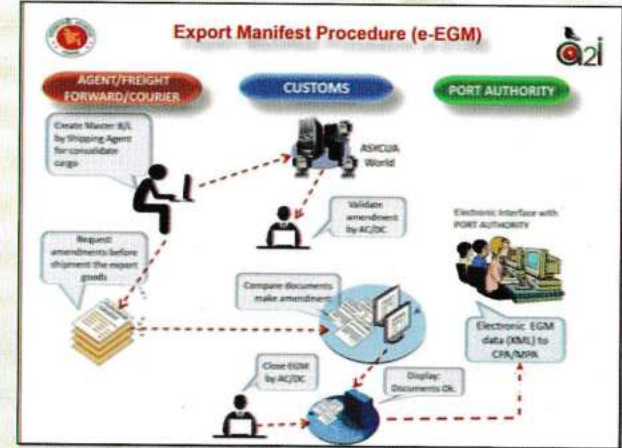 Export Manifest Procedure (e-EGM)
a2i
AGENT/FREIGHT
FORWARD/COURIER
CUSTOMS
PORT AUTHORITY
Create Master B/L
by Shipping Agent
for consolidate
cargo
ASYCUA
World
Validate
amendment
by AC/DC
Electronic Interface with
PORT AUTHORITY
Request
amendments before
shipment the export
goods
Compare documents
make amendment
Electronic EGM
data (XML) to
CPA/MPA
Close EGM
by AC/DC
Display:
Documents Ok.